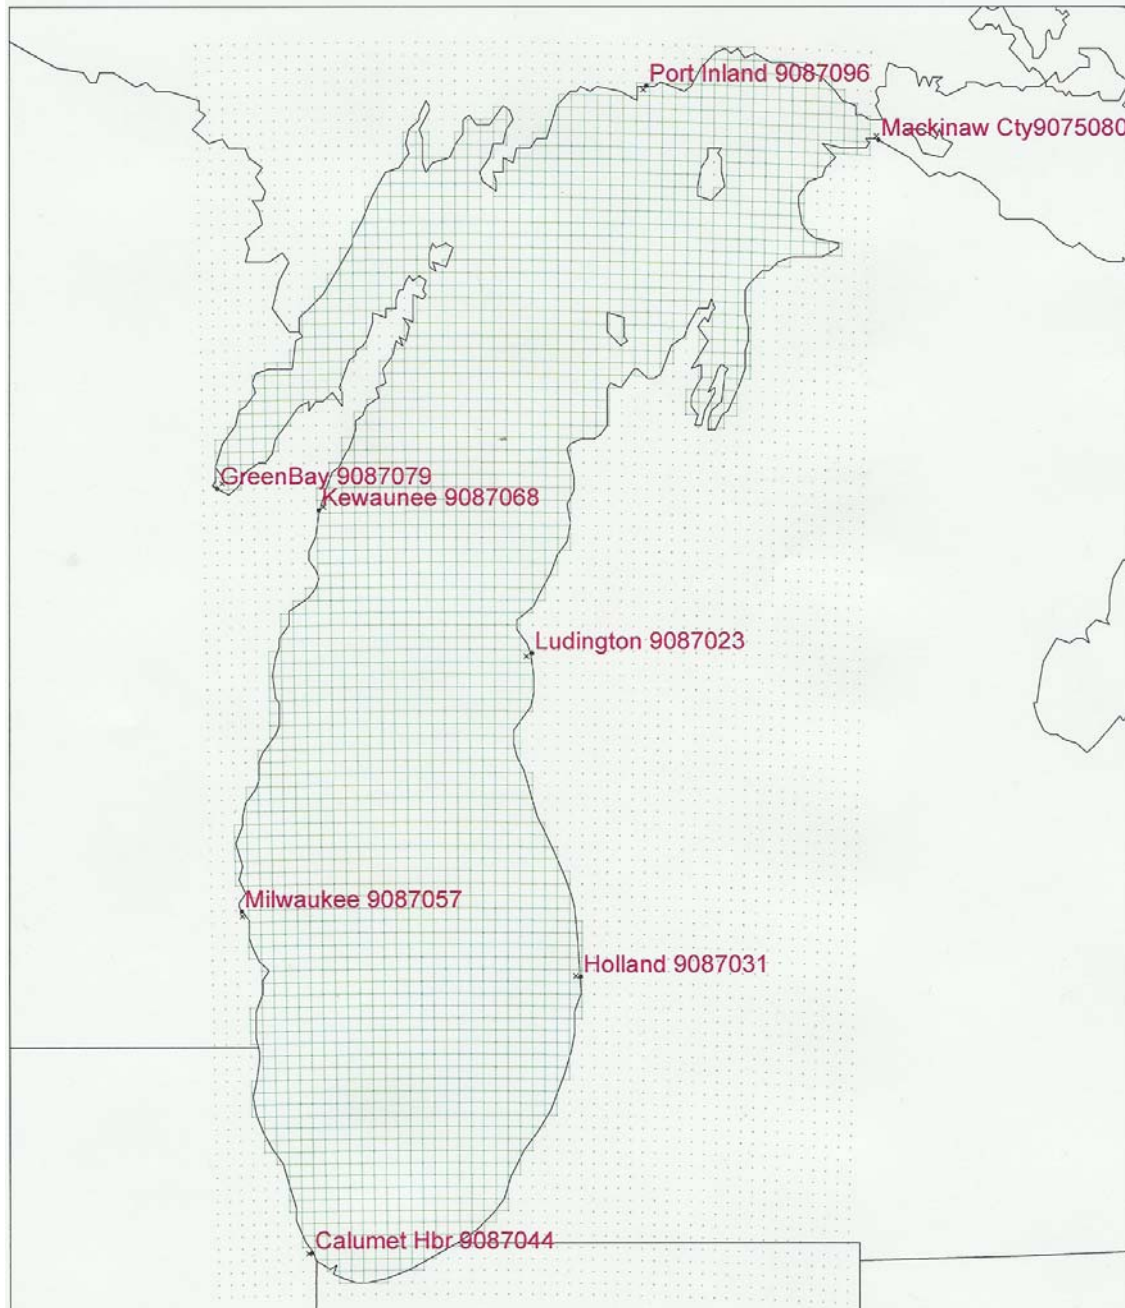 Port Inland 9087096
Mackinaw Cty9075080
GreenBay 9087079
Kewaunee 9087068
Ludington 9087023
Milwaukee 9087057
Holland 9087031
Calumet Hbr 9087044